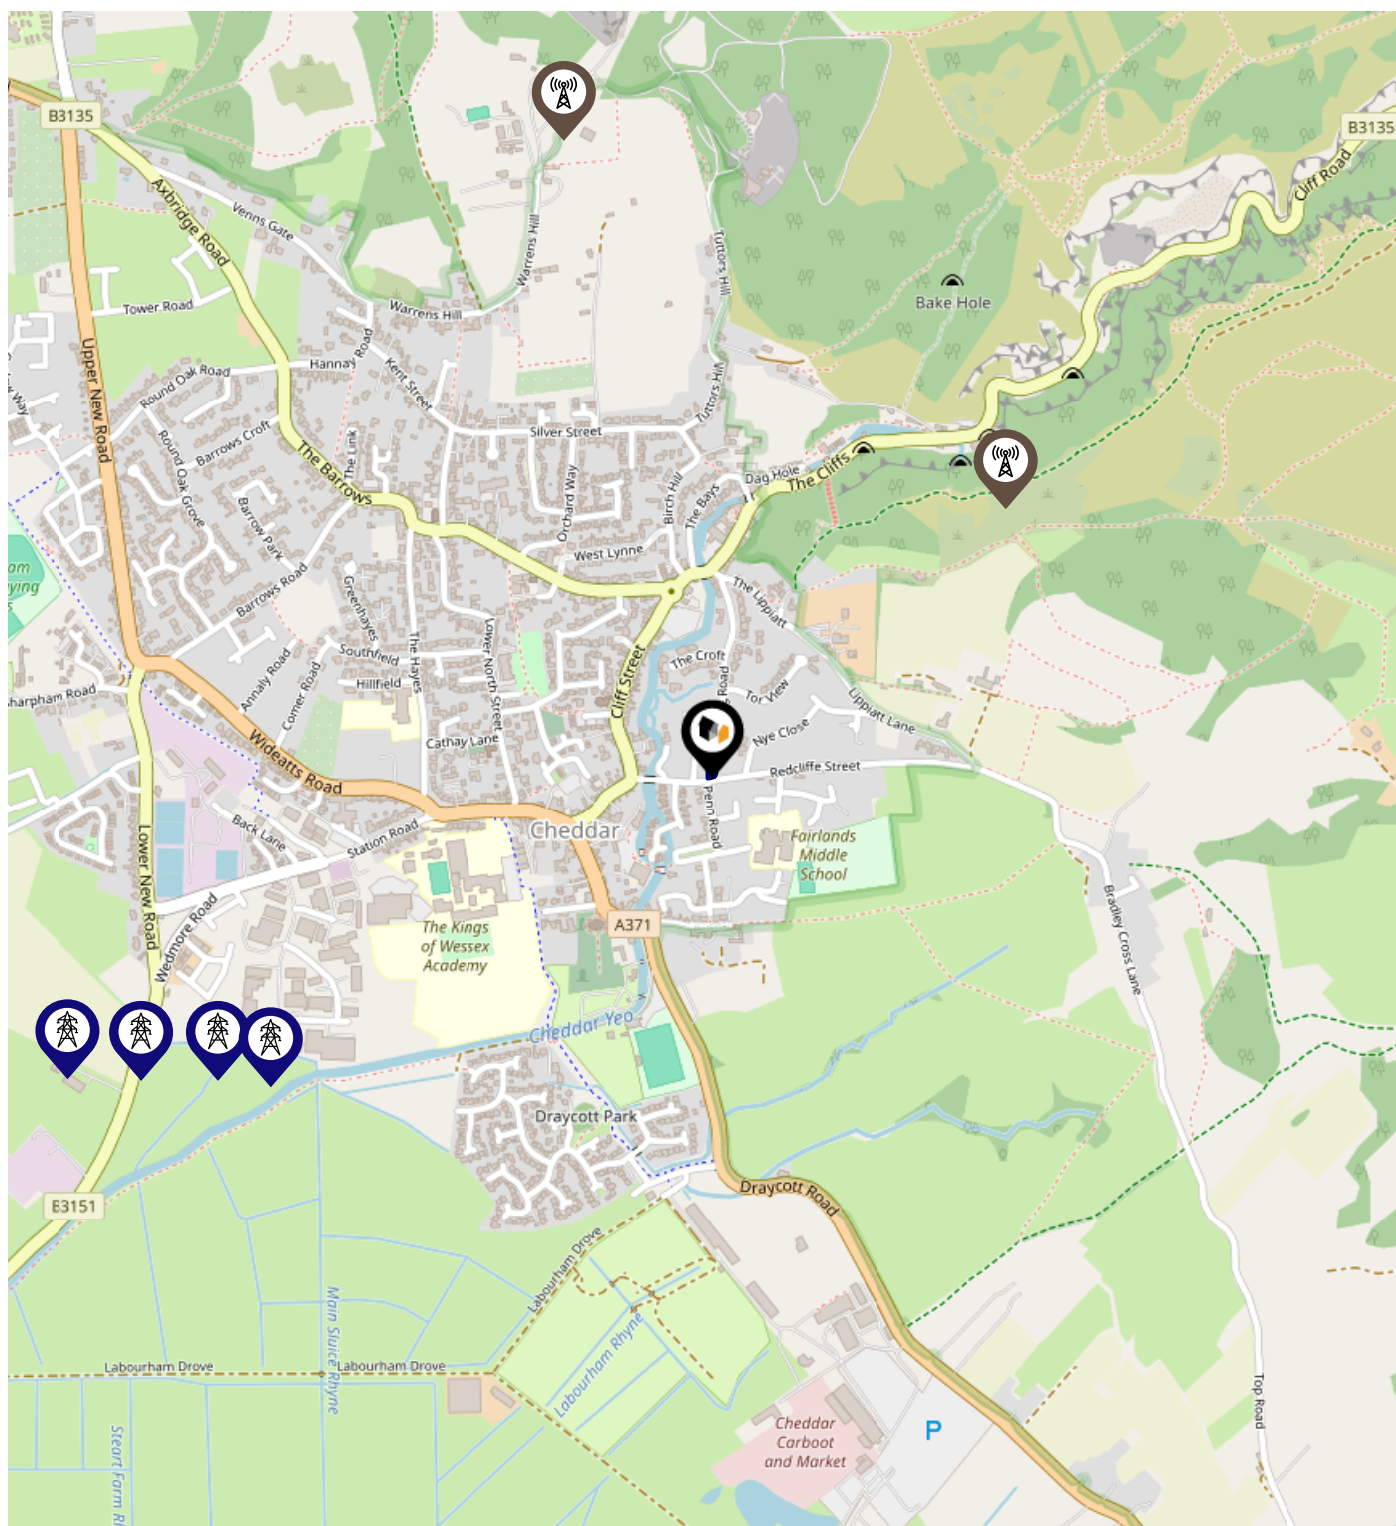 B3135
B3135
Cliff Road
Axbridge Road
Venns Gate
Warrens Hill
Tuttors Hill
Bake Hole
Tower Road
Warrens Hill
Upper New Road
Hannay Road
Kent Street
Round Oak Road
Tuttors Hill
Way
Silver Street
Barrows Croft
The Link
The Barrows
Round Oak Grove
Orchard Way
Birch Hill
The Bays
Dag Hole
The Cliffs
Barrow Park
West Lynne
Barrows Road
Greenhayes
The Lippiatt
The Hayes
Lower North Street
Southfield
Annaly Road
Corner Road
Hillfield
Cliff Street
The Croft
Road
Tor View
Lippiatt Lane
Sharpham Road
Cathay Lane
Nye Close
Wideatts Road
Redcliffe Street
Penn Road
Back Lane
Station Road
Cheddar
Fairlands
Middle
School
Lower New Road
Wedmore Road
The Kings
of Wessex
Academy
A371
Bradley Cross Lane
Cheddar Yeo
Draycott Park
Draycott Road
E3151
Labourham Drove
Main Sluice Rhyne
Labourham Rhyne
Labourham Drove
Labourham Drove
Top Road
Cheddar
Carboot
and Market
P
Steart Farm